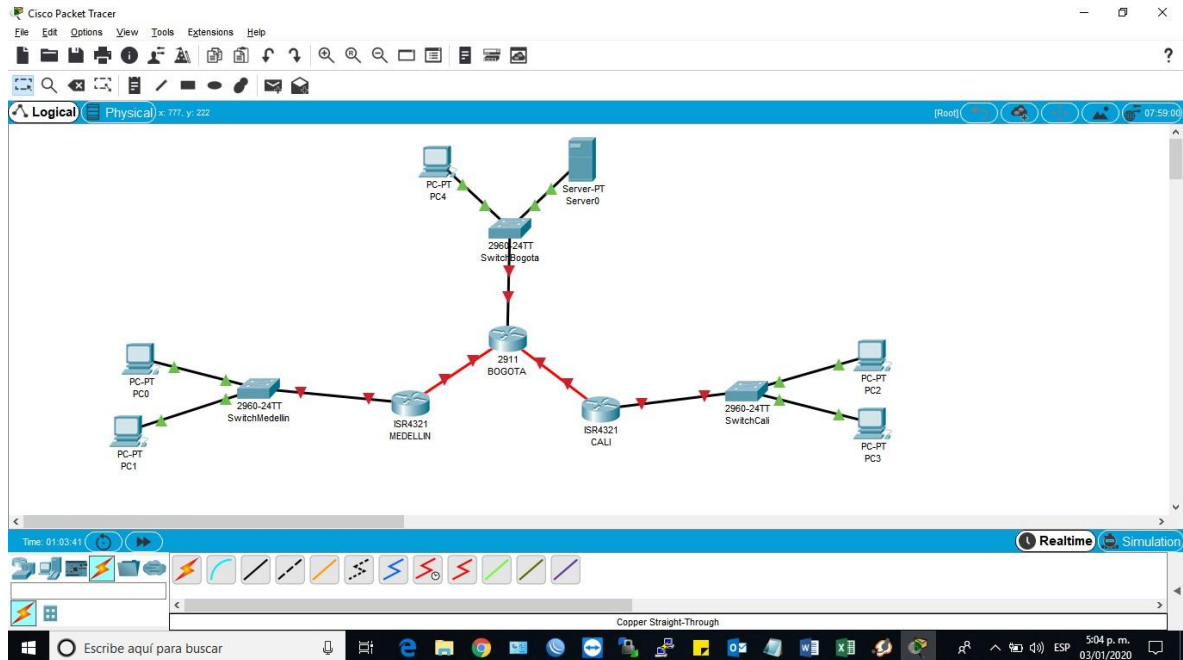 Cisco Packet Tracer
File Edit Options View Tools Extensions Help
?
Logical Physical x: 777, y: 222 [Root] 07:59:00
PC-PT
PC4
Server-PT
Server0
2960-24TT
SwitchBogota
2911
BOGOTA
PC-PT
PC0
2960-24TT
SwitchMedellin
PC-PT
PC1
ISR4321
MEDELLIN
ISR4321
CALI
2960-24TT
SwitchCali
PC-PT
PC2
PC-PT
PC3
Time: 01:03:41 Realtime Simulation
Copper Straight-Through
Escribe aquí para buscar ESP 5:04 p. m.
03/01/2020